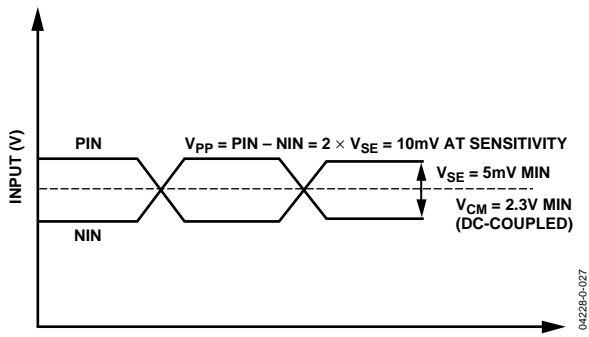 INPUT (V)
PIN
V_PP = PIN – NIN = 2 × V_SE = 10mV AT SENSITIVITY
V_SE = 5mV MIN
V_CM = 2.3V MIN
(DC-COUPLED)
NIN
04228-0-027